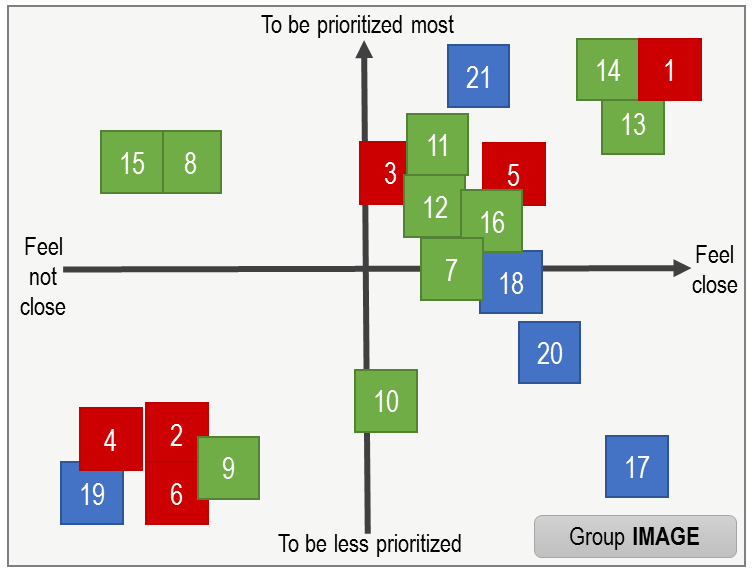 To be prioritized most
21
14
1
13
11
15
8
3
5
12
16
Feel
not
close
7
18
Feel
close
20
10
4
2
9
17
19
6
Group IMAGE
To be less prioritized